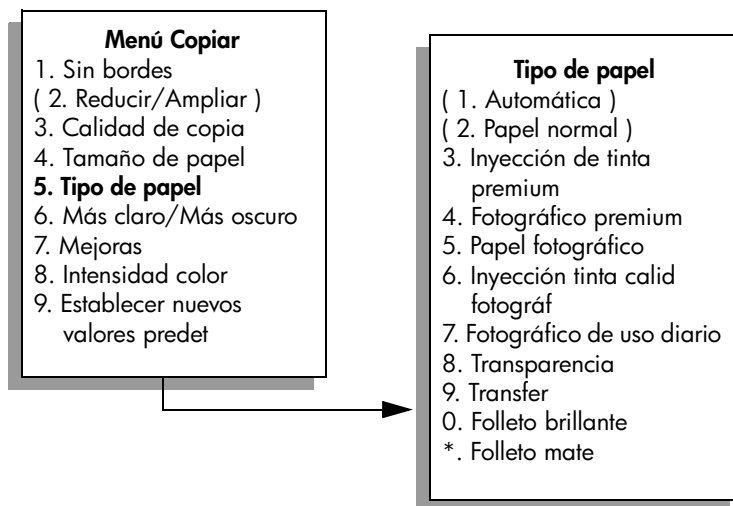 Menú Copiar
1. Sin bordes
( 2. Reducir/Ampliar )
3. Calidad de copia
4. Tamaño de papel
5. Tipo de papel
6. Más claro/Más oscuro
7. Mejoras
8. Intensidad color
9. Establecer nuevos
valores predet
Tipo de papel
( 1. Automática )
( 2. Papel normal )
3. Inyección de tinta
premium
4. Fotográfico premium
5. Papel fotográfico
6. Inyección tinta calid
fotográf
7. Fotográfico de uso diario
8. Transparencia
9. Transfer
0. Folleto brillante
*. Folleto mate